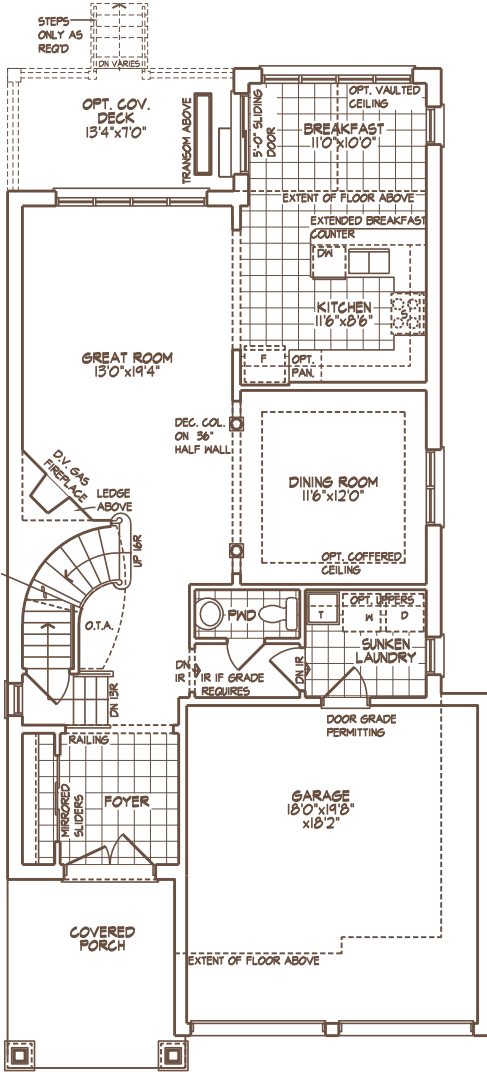 STEPS
ONLY AS
REQ'D
DN VARIES
OPT. COV.
DECK
13'4"x7'0"
TRANSOM ABOVE
5'-0" SLIDING
DOOR
OPT. VAULTED
CEILING
BREAKFAST
11'0"x10'0"
EXTENT OF FLOOR ABOVE
EXTENDED BREAKFAST
COUNTER
DW
KITCHEN
11'6"x8'6"
S
F
OPT.
PAN.
GREAT ROOM
13'0"x19'4"
DEC. COL.
ON 36"
HALF WALL
D.V. GAS
FIREPLACE
LEDGE
ABOVE
UP 16R
DINING ROOM
11'6"x12'0"
OPT. COFFERED
CEILING
O.T.A.
PWD
T
OPT. UPPERS
W
D
SUNKEN
LAUNDRY
DN
1R
1R IF GRADE
REQUIRES
DN 1R
DN 13R
DOOR GRADE
PERMITTING
RAILING
MIRRORED
SLIDERS
FOYER
GARAGE
18'0"x19'8"
x18'2"
COVERED
PORCH
EXTENT OF FLOOR ABOVE